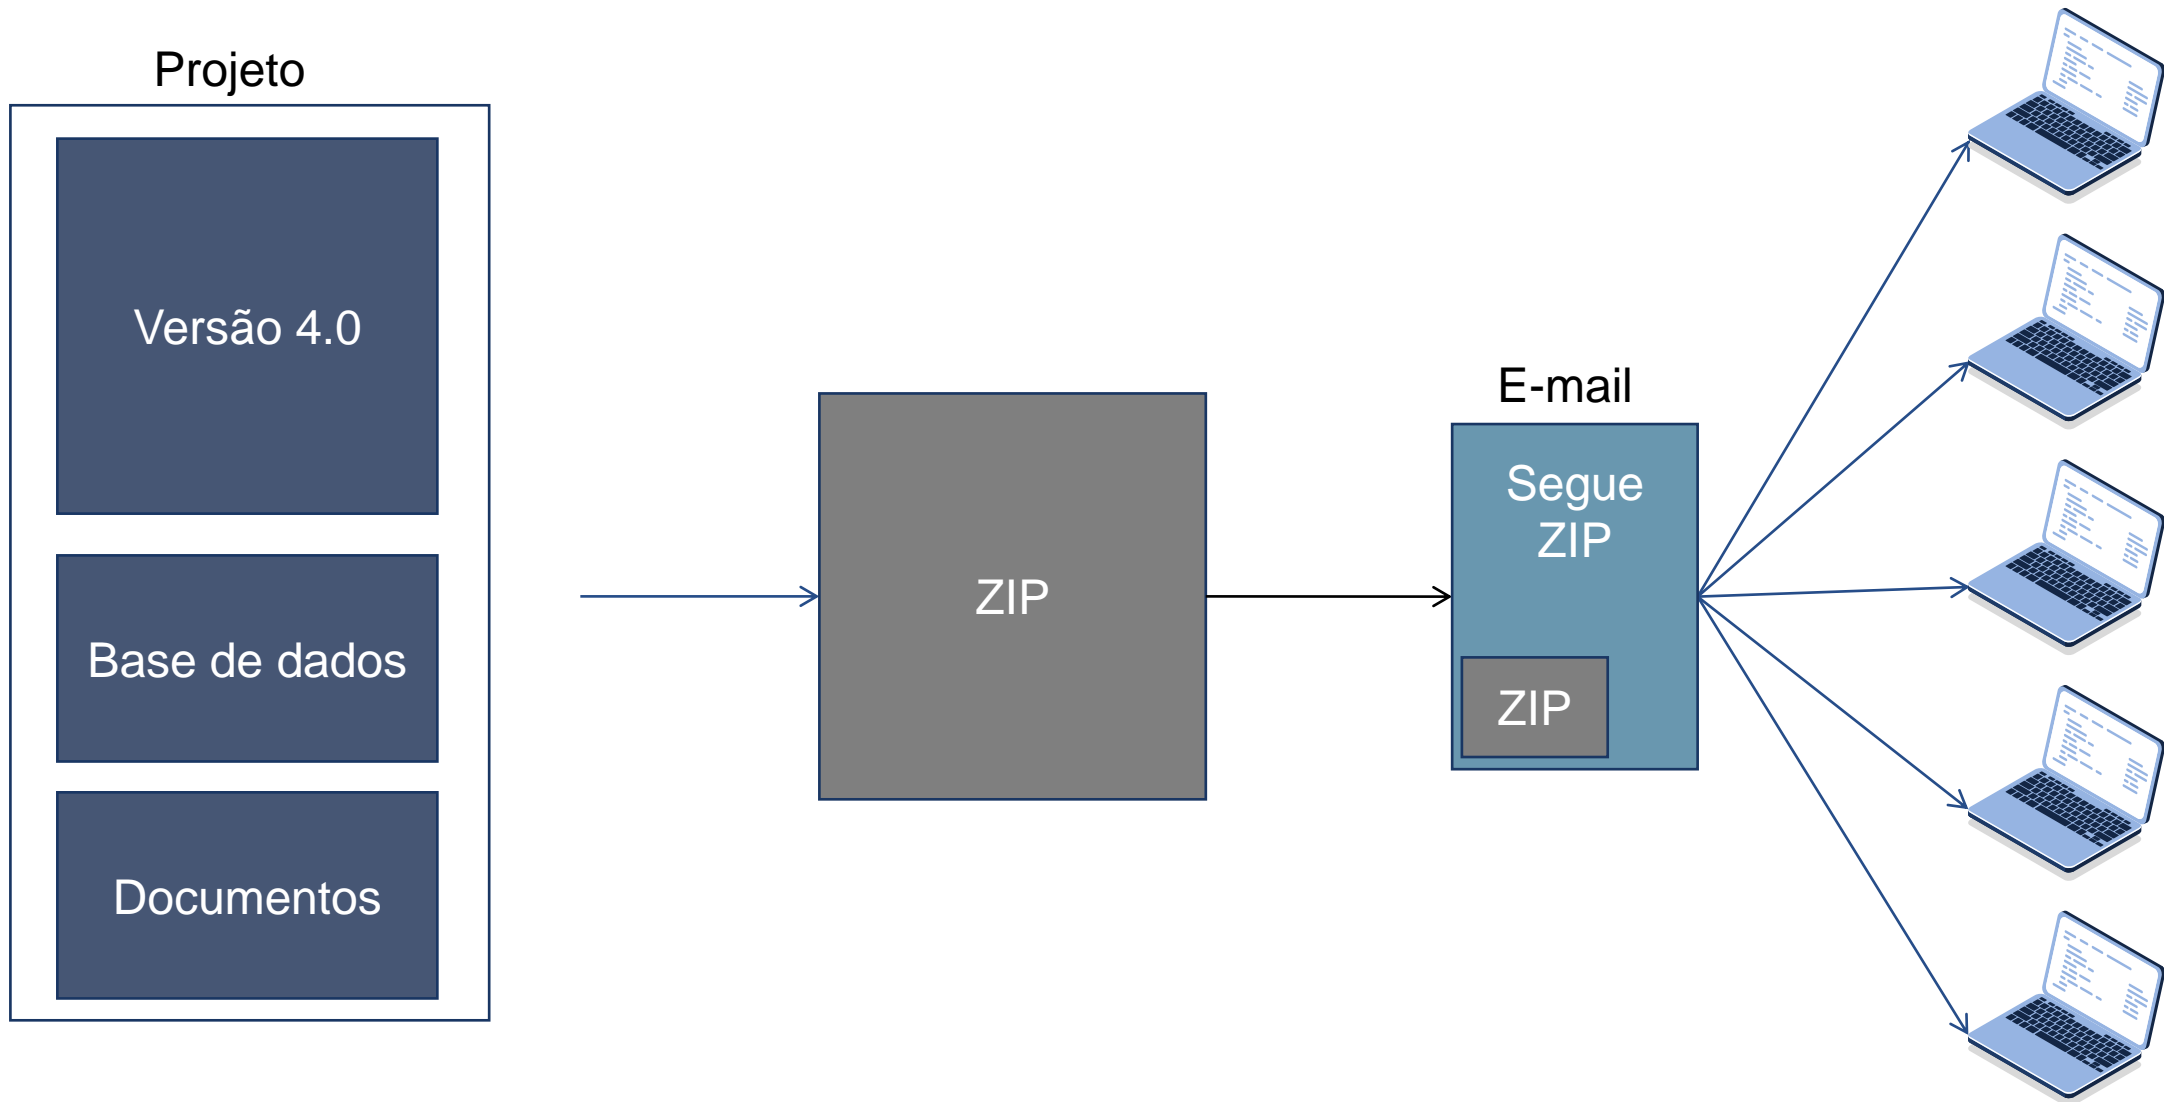 Projeto
Versão 4.0
Base de dados
Documentos
ZIP
E-mail
Segue
ZIP
ZIP